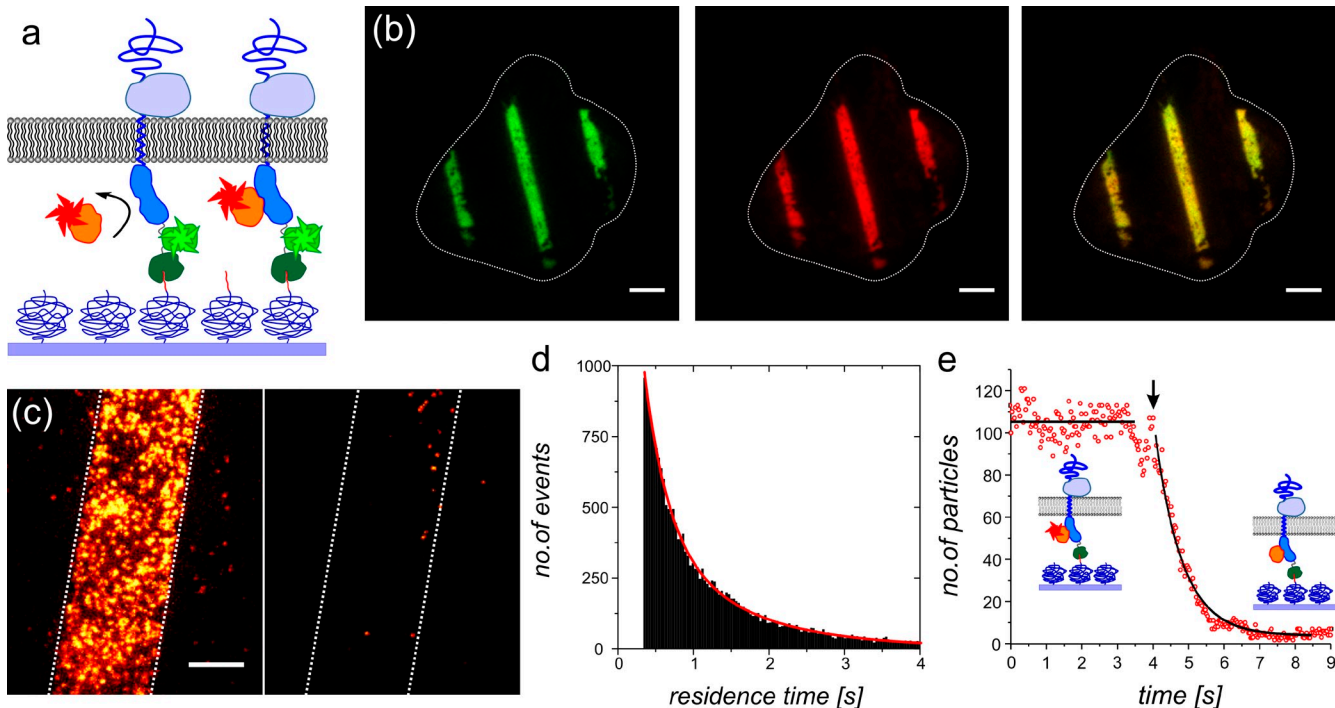 a
(b)
(c)
d
no.of events
1000
750
500
250
0
0 1 2 3 4
residence time [s]
e
no.of particles
120
100
80
60
40
20
0
0 1 2 3 4 5 6 7 8 9
time [s]